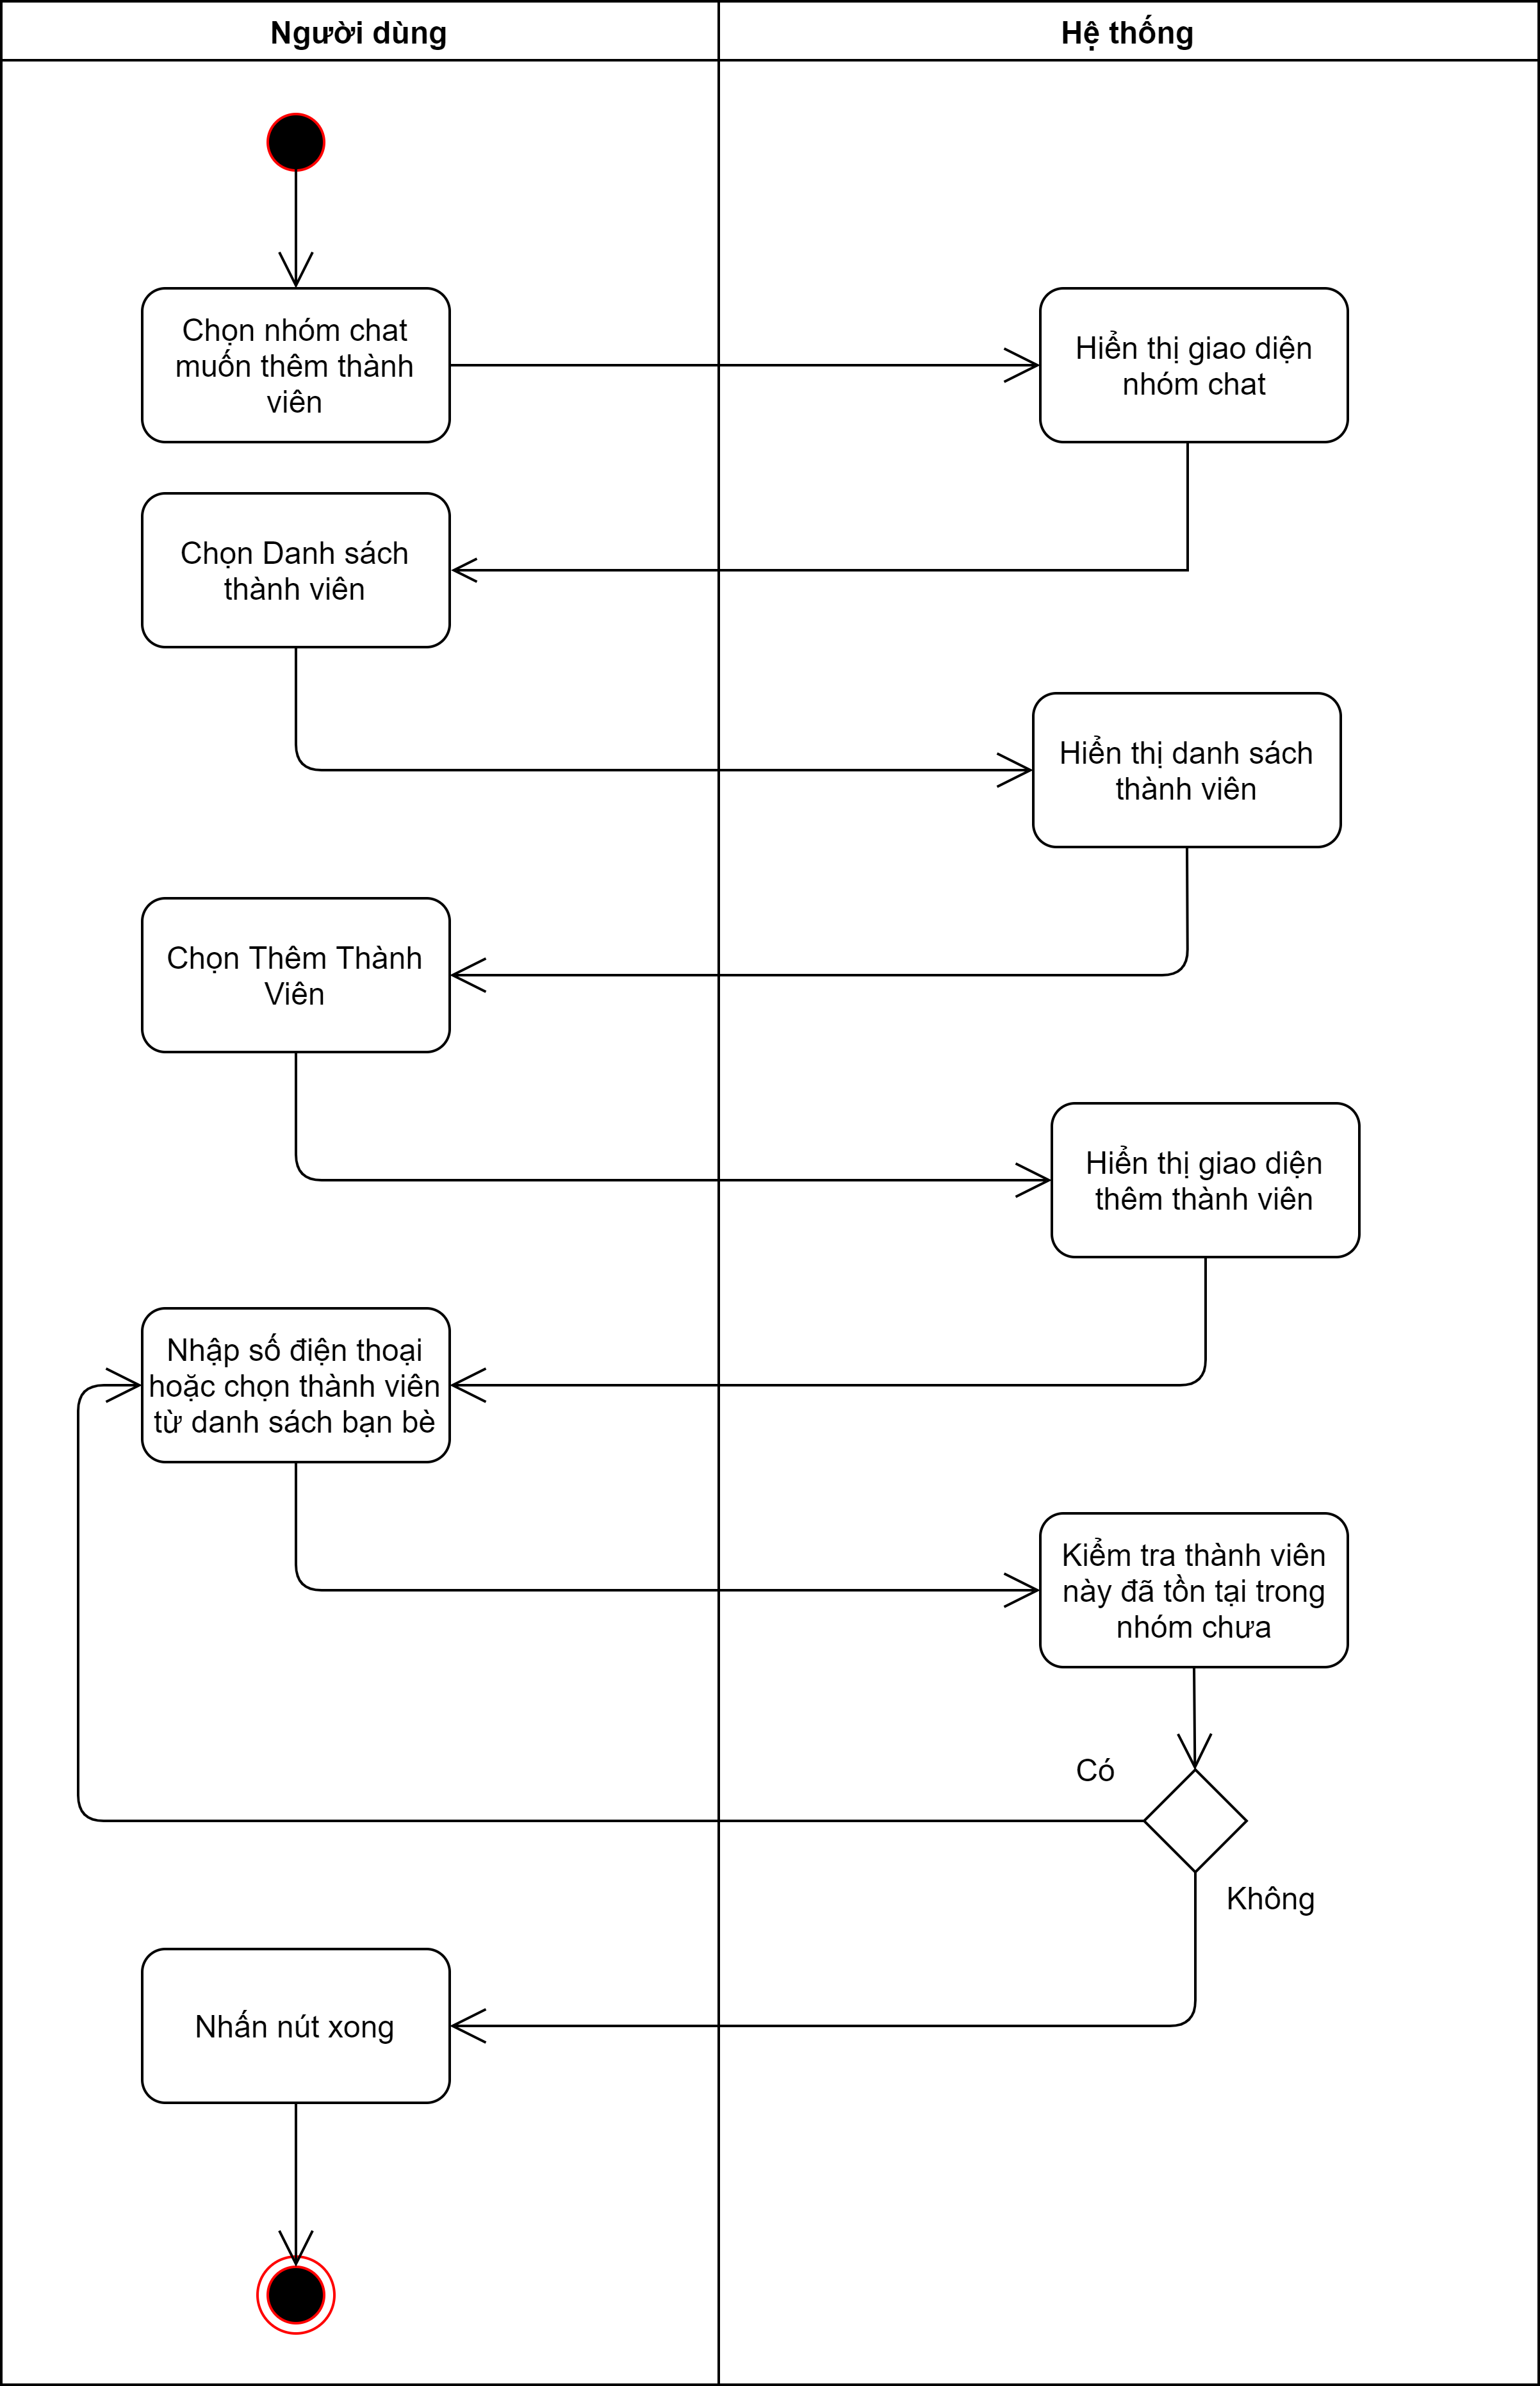 Người dùng
Hệ thống
Chọn nhóm chat
muốn thêm thành
viên
Hiển thị giao diện
nhóm chat
Chọn Danh sách
thành viên
Hiển thị danh sách
thành viên
Chọn Thêm Thành
Viên
Hiển thị giao diện
thêm thành viên
Nhập số điện thoại
hoặc chọn thành viên
từ danh sách bạn bè
Kiểm tra thành viên
này đã tồn tại trong
nhóm chưa
Có
Không
Nhấn nút xong